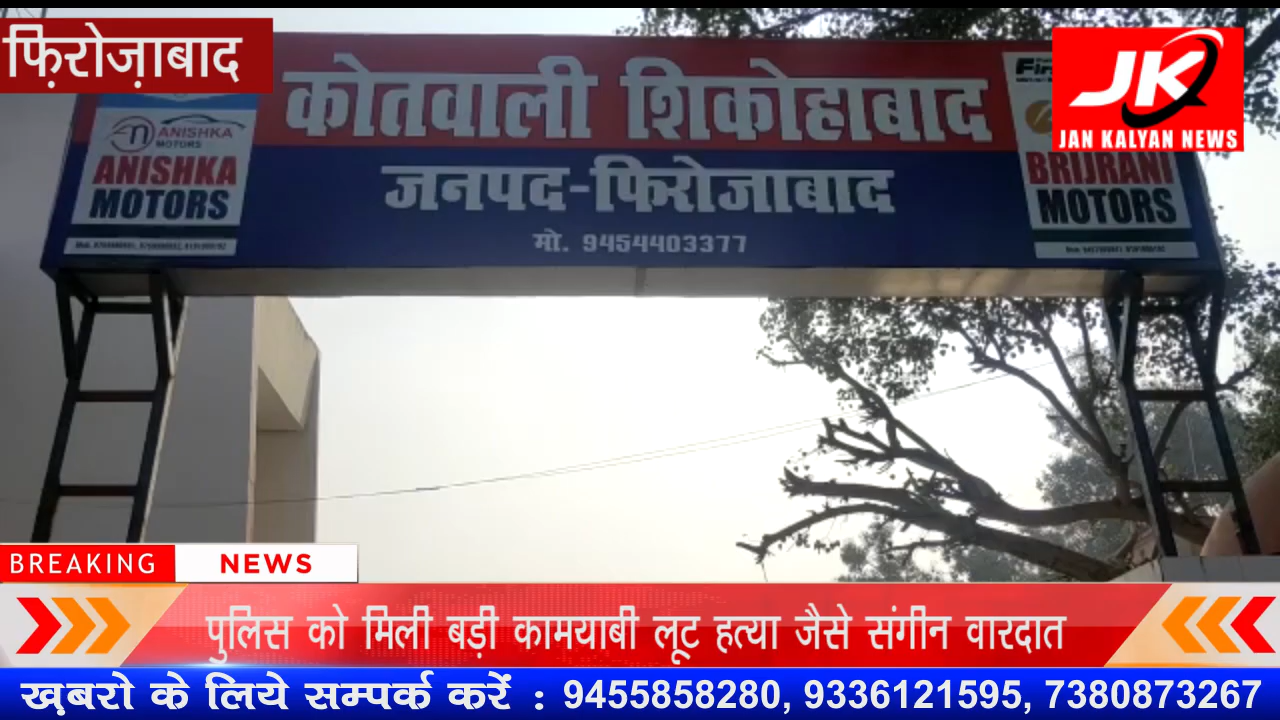 फ़िरोज़ाबाद
JK
JAN KALYAN NEWS
कोतवाली शिकोहाबाद
जनपद-फिरोजाबाद
मो. 9454403377
ANISHKA
MOTORS
ANISHKA
MOTORS
BRIJRANI
MOTORS
BREAKING NEWS
पुलिस को मिली बड़ी कामयाबी लूट हत्या जैसे संगीन वारदात
ख़बरो के लिये सम्पर्क करें : 9455858280, 9336121595, 7380873267